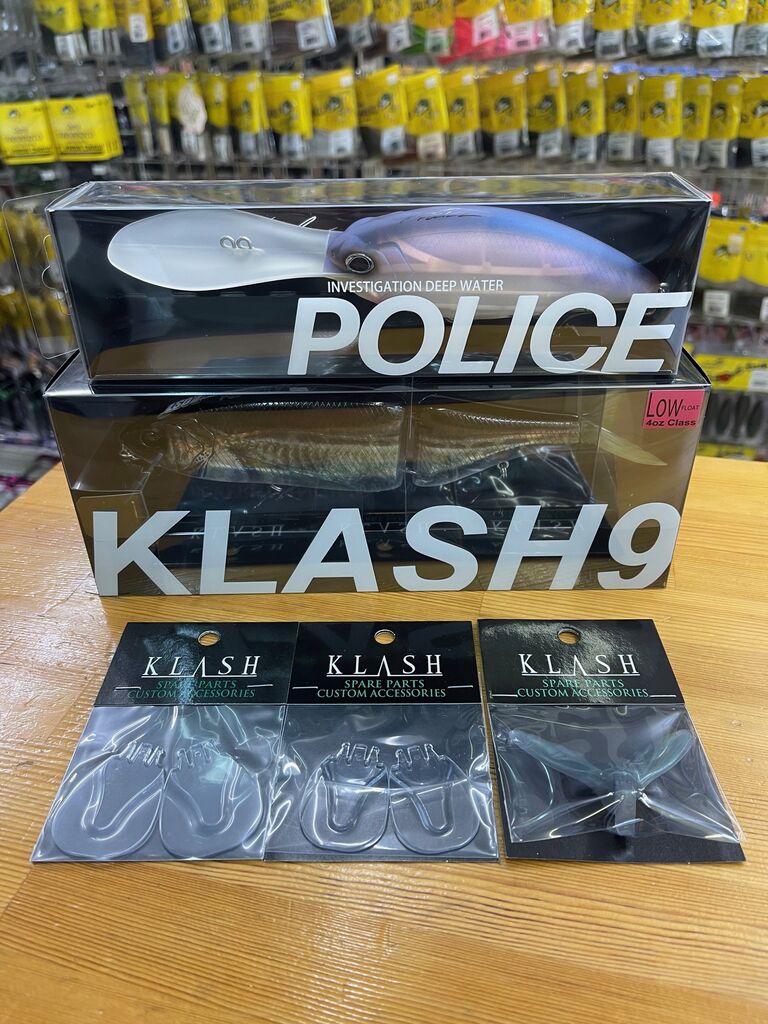 INVESTIGATION DEEP WATER
POLICE
LOW FLOAT
4oz Class
KLASH9
KLASH
SPARE PARTS
CUSTOM ACCESSORIES
KLASH
SPARE PARTS
CUSTOM ACCESSORIES
KLASH
SPARE PARTS
CUSTOM ACCESSORIES